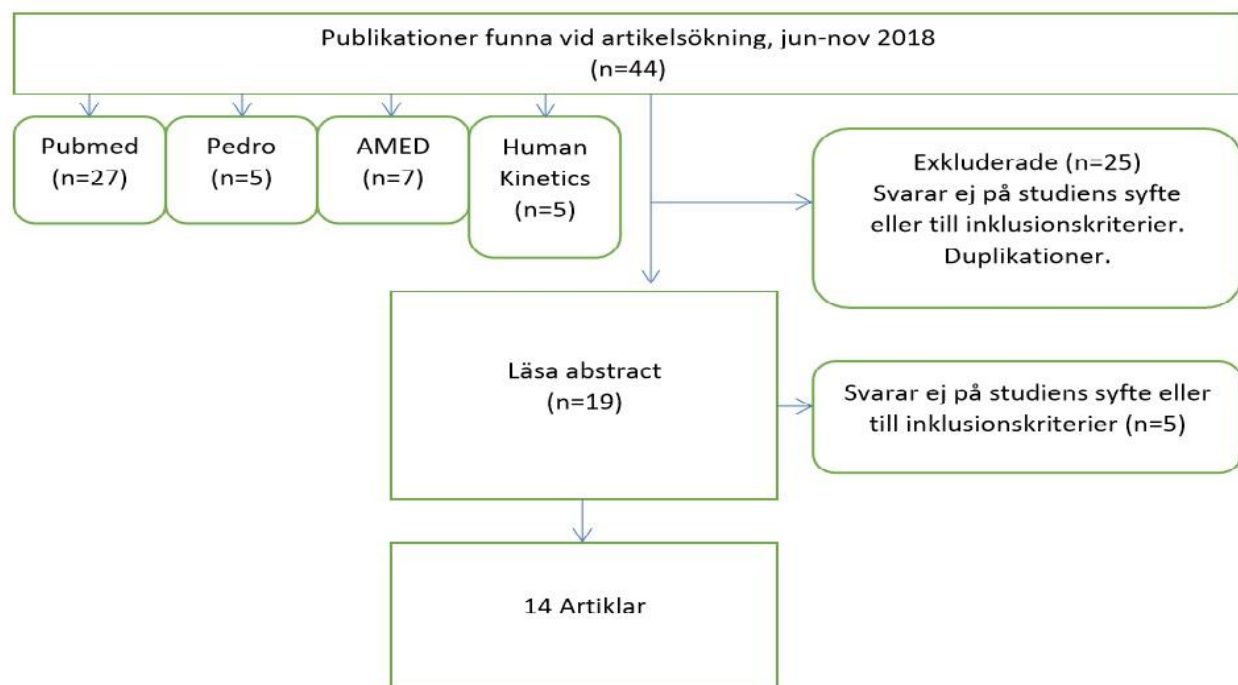 Publikationer funna vid artikelsökning, jun-nov 2018
(n=44)
Pubmed
(n=27)
Pedro
(n=5)
AMED
(n=7)
Human
Kinetics
(n=5)
Exkluderade (n=25)
Svarar ej på studiens syfte
eller till inklusionskriterier.
Duplikationer.
Läsa abstract
(n=19)
Svarar ej på studiens syfte eller
till inklusionskriterier (n=5)
14 Artiklar